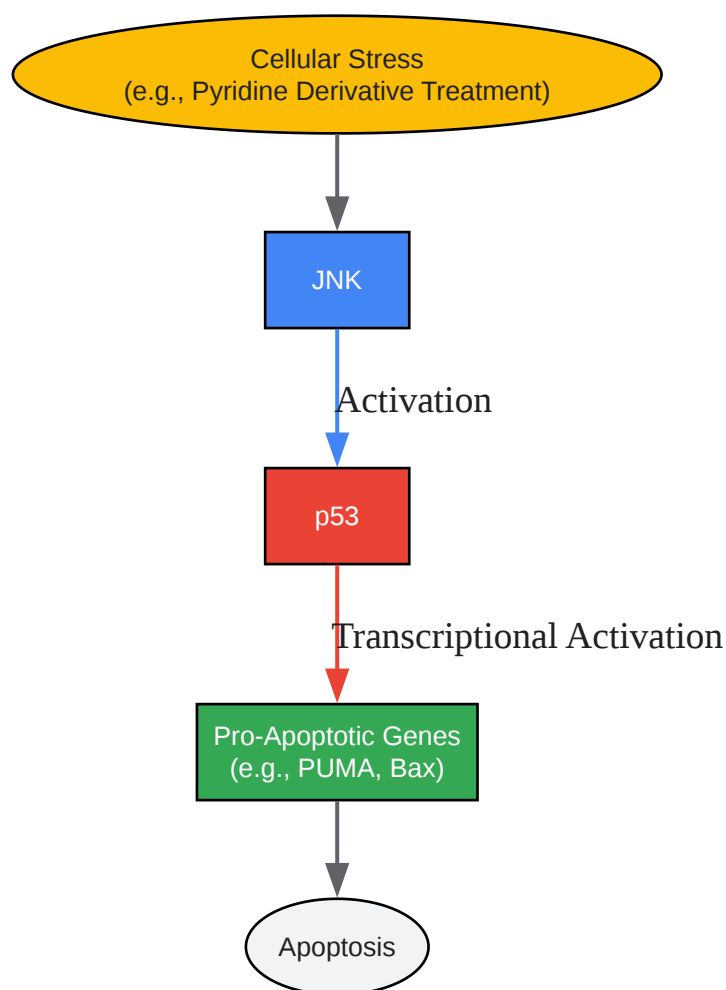 Cellular Stress
(e.g., Pyridine Derivative Treatment)
JNK
Activation
p53
Transcriptional Activation
Pro-Apoptotic Genes
(e.g., PUMA, Bax)
Apoptosis